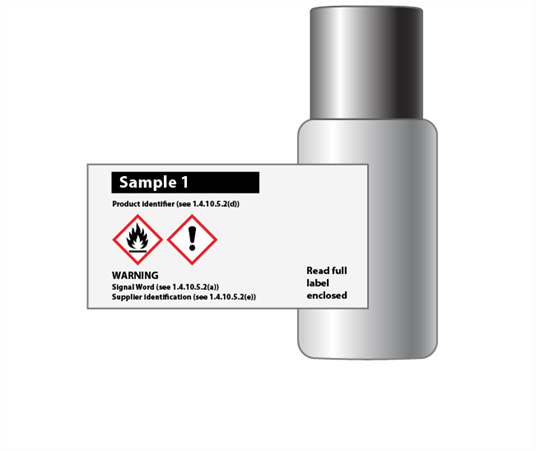 Sample 1
Product identifier (see 1.4.10.5.2(d))
WARNING
Signal Word (see 1.4.10.5.2(a))
Supplier identification (see 1.4.10.5.2(e))
Read full
label
enclosed